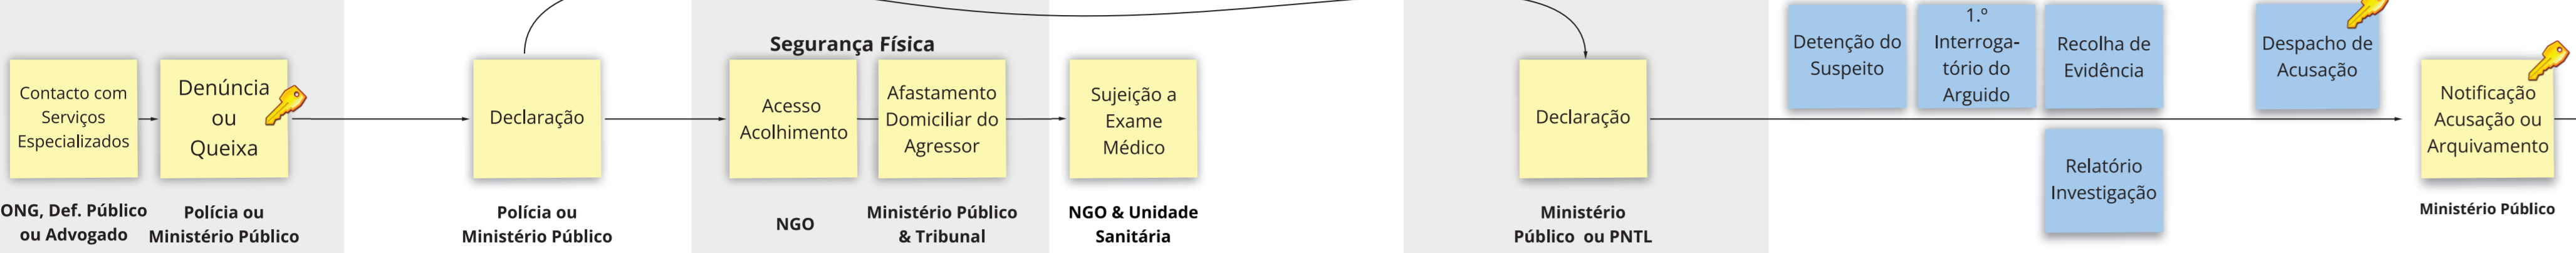 Contacto com
Serviços
Especializados
ONG, Def. Público
ou Advogado
Denúncia
ou
Queixa
Polícia ou
Ministério Público
Declaração
Polícia ou
Ministério Público
Segurança Física
Acesso
Acolhimento
NGO
Afastamento
Domiciliar do
Agressor
Ministério Público
& Tribunal
Sujeição a
Exame
Médico
NGO & Unidade
Sanitária
Declaração
Ministério
Público ou PNTL
Detenção do
Suspeito
1.º
Interroga-
tório do
Arguido
Recolha de
Evidência
Relatório
Investigação
Despacho de
Acusação
Notificação
Acusação ou
Arquivamento
Ministério Público